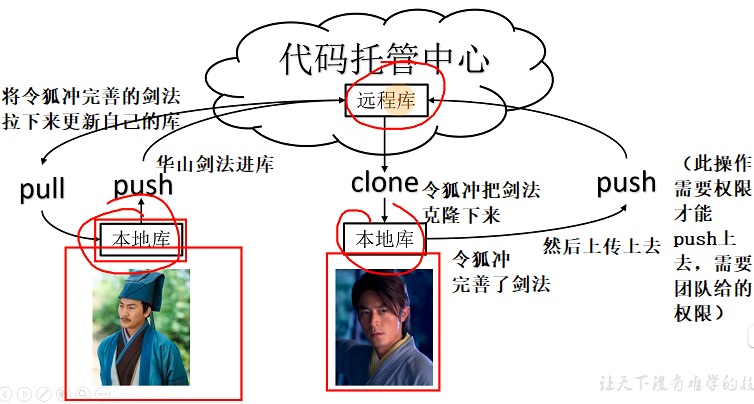 代码托管中心
远程库
将令狐冲完善的剑法
拉下来更新自己的库
华山剑法进库
pull
push
clone
push
令狐冲把剑法
克隆下来
（此操作
需要权限
才能
push上
去，需要
团队给的
权限）
本地库
本地库
然后上传上去
令狐冲
完善了剑法
让天下没有难学的技